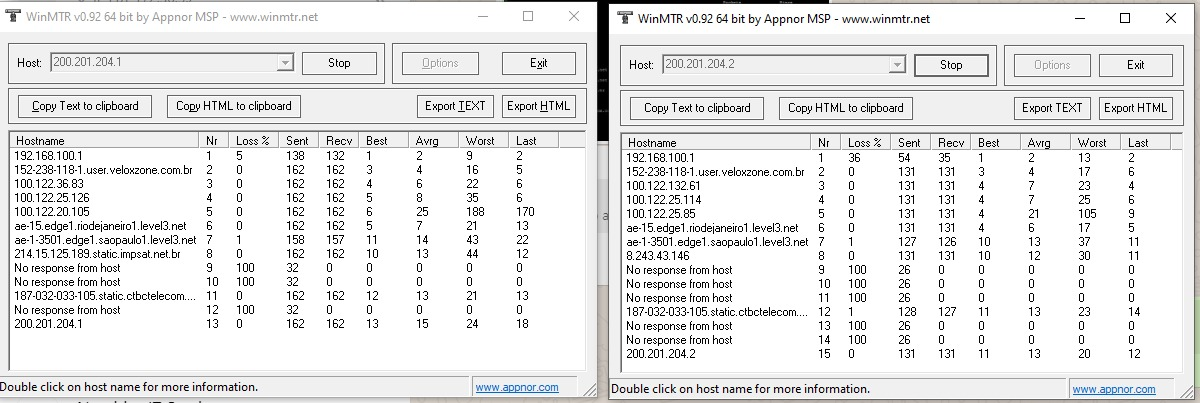 WinMTR v0.92 64 bit by Appnor MSP - www.winmtr.net
Host: 200.201.204.1 Stop Options Exit
Copy Text to clipboard Copy HTML to clipboard Export TEXT Export HTML
Hostname Nr Loss % Sent Recv Best Avrg Worst Last
192.168.100.1 1 5 138 132 1 2 9 2
152-238-118-1.user.veloxzone.com.br 2 0 162 162 3 4 16 5
100.122.36.83 3 0 162 162 4 6 22 6
100.122.25.126 4 0 162 162 5 8 35 6
100.122.20.105 5 0 162 162 6 25 188 170
ae-15.edge1.riodejaneiro1.level3.net 6 0 162 162 5 7 21 13
ae-1-3501.edge1.saopaulo1.level3.net 7 1 158 157 11 14 43 22
214.15.125.189.static.impsat.net.br 8 0 162 162 10 13 44 12
No response from host 9 100 32 0 0 0 0 0
No response from host 10 100 32 0 0 0 0 0
187-032-033-105.static.ctbctelecom.... 11 0 162 162 12 13 21 13
No response from host 12 100 32 0 0 0 0 0
200.201.204.1 13 0 162 162 13 15 24 18
Double click on host name for more information. www.appnor.com
WinMTR v0.92 64 bit by Appnor MSP - www.winmtr.net
Host: 200.201.204.2 Stop Options Exit
Copy Text to clipboard Copy HTML to clipboard Export TEXT Export HTML
Hostname Nr Loss % Sent Recv Best Avrg Worst Last
192.168.100.1 1 36 54 35 1 2 13 2
152-238-118-1.user.veloxzone.com.br 2 0 131 131 3 4 17 6
100.122.132.61 3 0 131 131 4 7 23 4
100.122.25.114 4 0 131 131 4 7 25 6
100.122.25.85 5 0 131 131 4 21 105 9
ae-15.edge1.riodejaneiro1.level3.net 6 0 131 131 4 6 17 5
ae-1-3501.edge1.saopaulo1.level3.net 7 1 127 126 10 13 37 11
8.243.43.146 8 0 131 131 10 12 30 11
No response from host 9 100 26 0 0 0 0 0
No response from host 10 100 26 0 0 0 0 0
No response from host 11 100 26 0 0 0 0 0
187-032-033-105.static.ctbctelecom.... 12 1 128 127 11 13 23 14
No response from host 13 100 26 0 0 0 0 0
No response from host 14 100 26 0 0 0 0 0
200.201.204.2 15 0 131 131 11 13 20 12
Double click on host name for more information. www.appnor.com